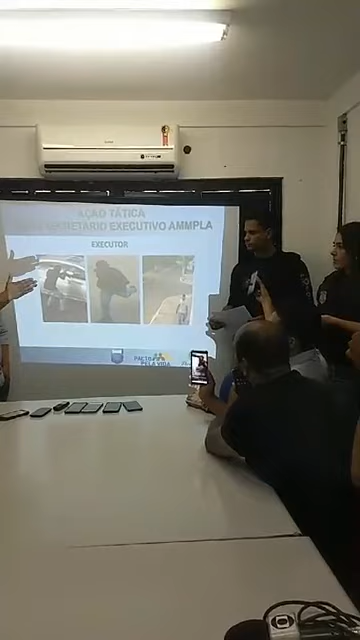 AÇÃO TÁTICA
SECRETÁRIO EXECUTIVO AMMPLA
EXECUTOR
PACTO
PELA VIDA